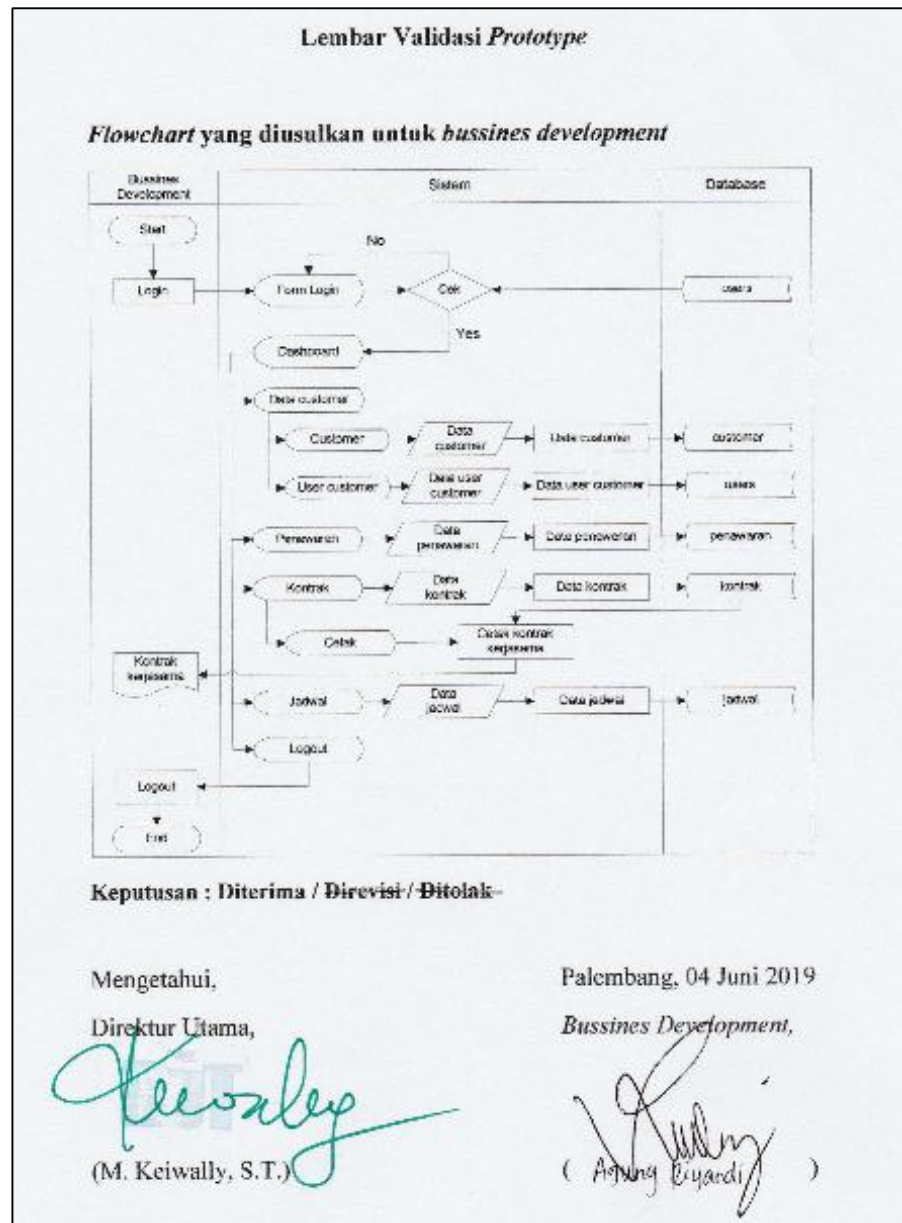 Lembar Validasi Prototype
Flowchart yang diusulkan untuk bussines development
Bussines Development
Sistem
Database
Start
No
Login
Form Login
Cek
users
Yes
Dashboard
Data customer
Customer
Data customer
Data customer
customer
User customer
Data user customer
Data user customer
users
Penawaran
Data penawaran
Data penawaran
penawaran
Kontrak
Data kontrak
Data kontrak
kontrak
Cetak
Cetak kontrak kerjasama
Kontrak kerjasama
Jadwal
Data jadwal
Data jadwal
jadwal
Logout
Logout
End
Keputusan : Diterima / Direvisi / Ditolak
Mengetahui,
Palembang, 04 Juni 2019
Direktur Utama,
Bussines Development,
(M. Keiwally, S.T.)
( Agung Riyardi )